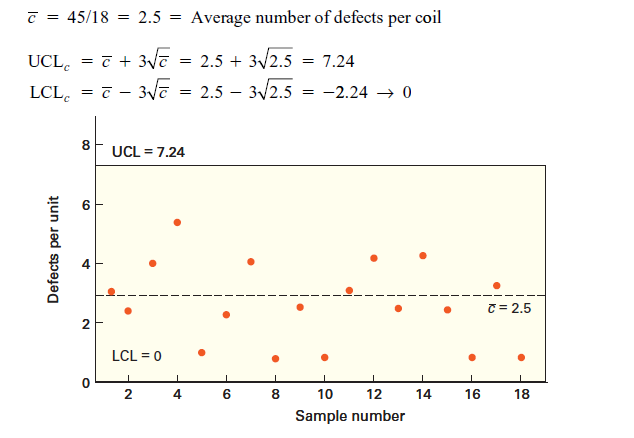 c̅ = 45/18 = 2.5 = Average number of defects per coil
UCLc = c̅ + 3√c̅ = 2.5 + 3√2.5 = 7.24
LCLc = c̅ − 3√c̅ = 2.5 − 3√2.5 = −2.24 → 0
8
UCL = 7.24
6
Defects per unit
4
c̅ = 2.5
2
LCL = 0
0
2 4 6 8 10 12 14 16 18
Sample number